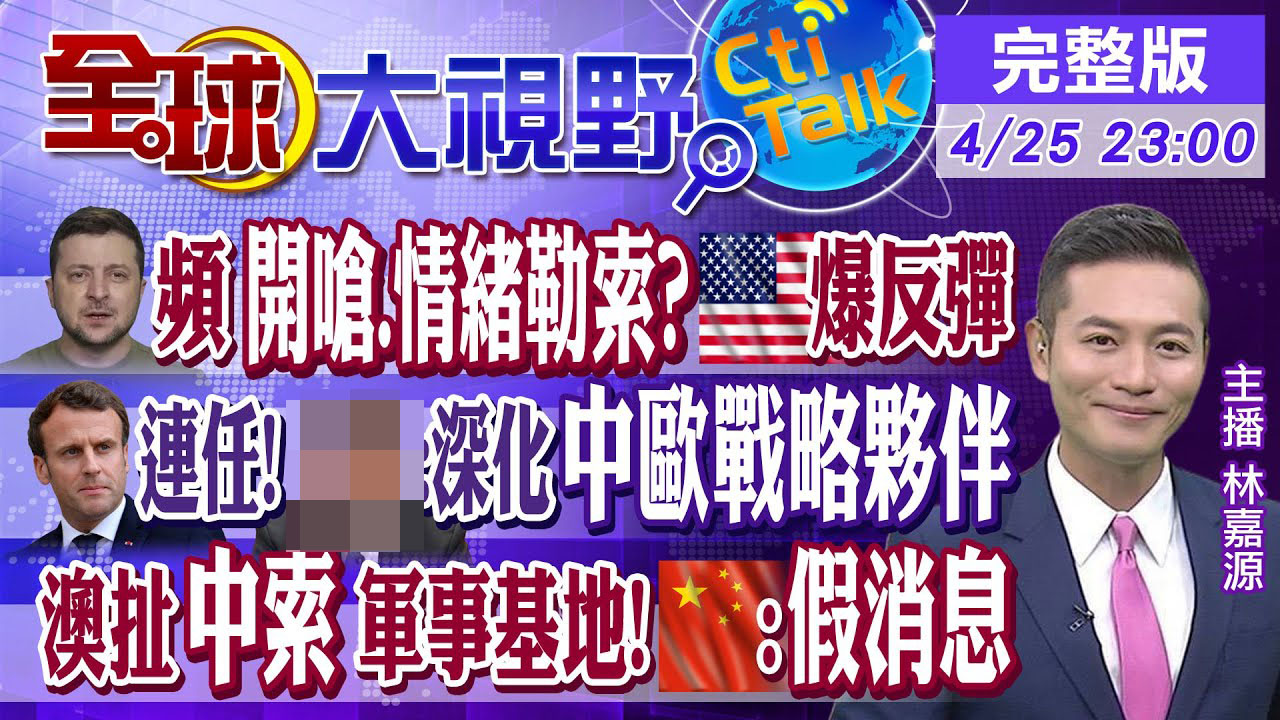 全球大視野
Cti
Talk
完整版
4/25 23:00
頻 開嗆.情緒勒索? 爆反彈
連任! 深化 中歐戰略夥伴
澳扯 中索 軍事基地! :假消息
主播 林嘉源